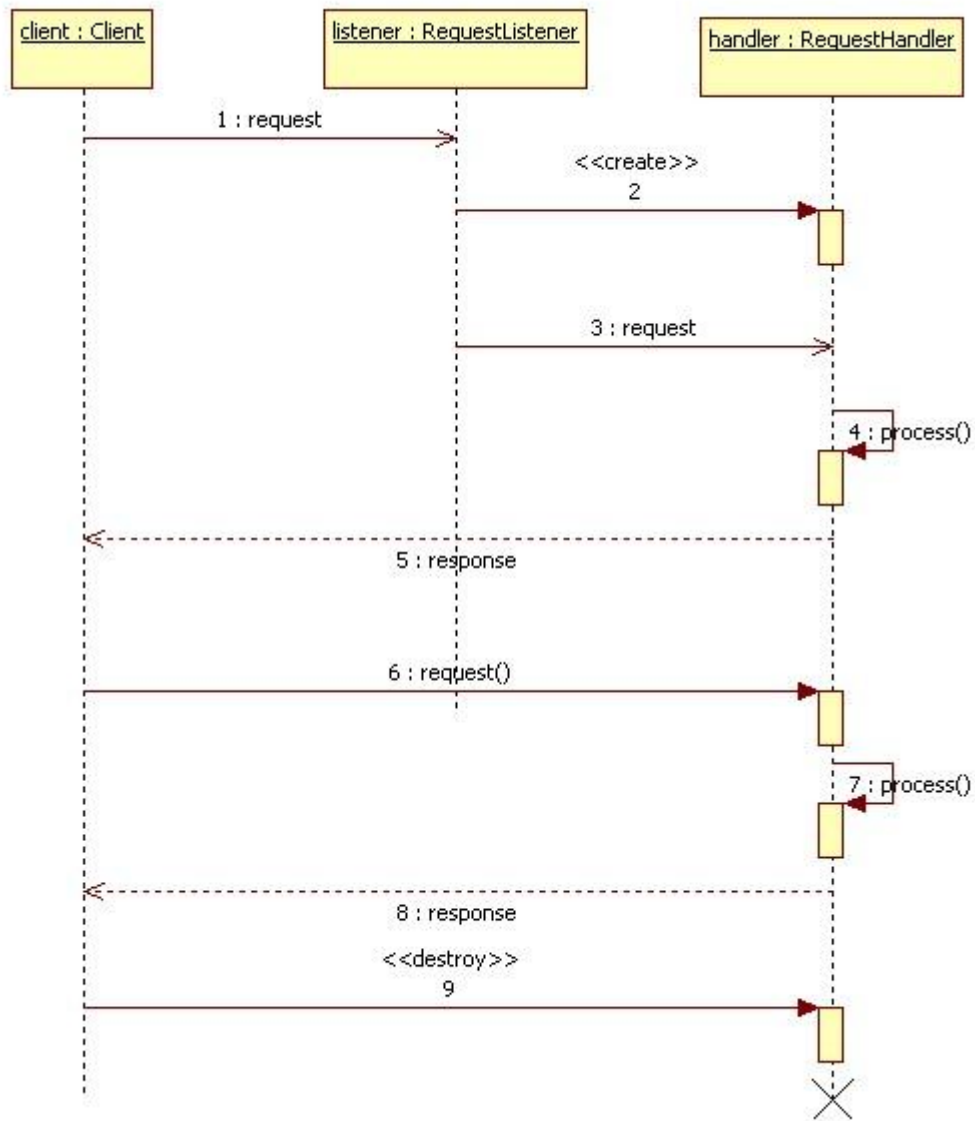 client : Client
listener : RequestListener
handler : RequestHandler
1 : request
<<create>>
2
3 : request
4 : process()
5 : response
6 : request()
7 : process()
8 : response
<<destroy>>
9